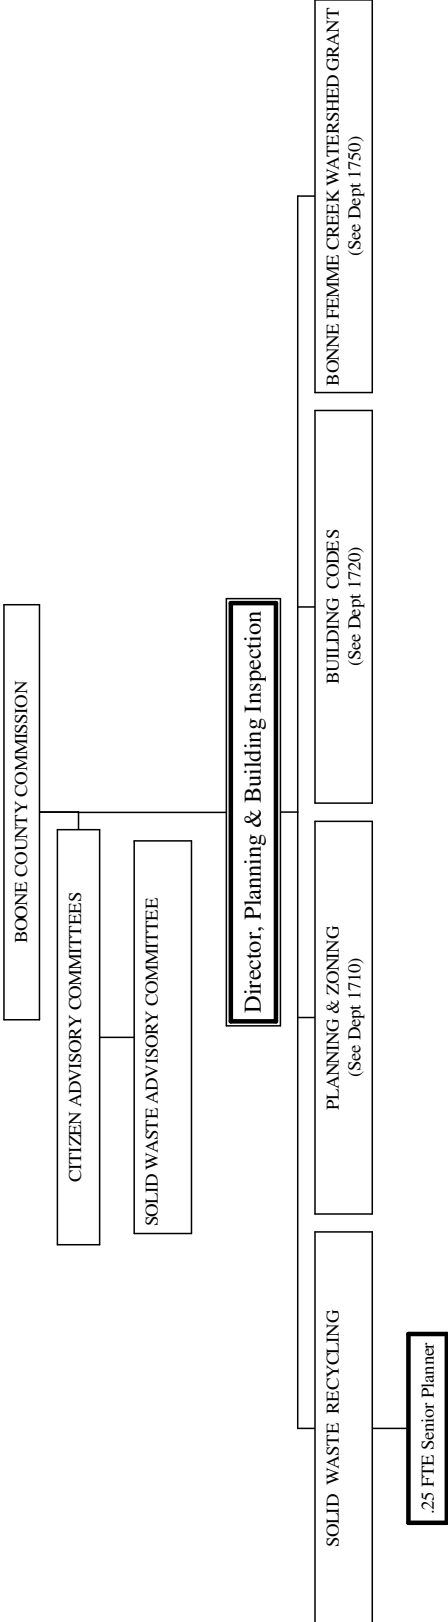 BOONE COUNTY COMMISSION
CITIZEN ADVISORY COMMITTEES
SOLID WASTE ADVISORY COMMITTEE
Director, Planning & Building Inspection
SOLID WASTE RECYCLING
PLANNING & ZONING
(See Dept 1710)
BUILDING CODES
(See Dept 1720)
BONNE FEMME CREEK WATERSHED GRANT
(See Dept 1750)
.25 FTE Senior Planner